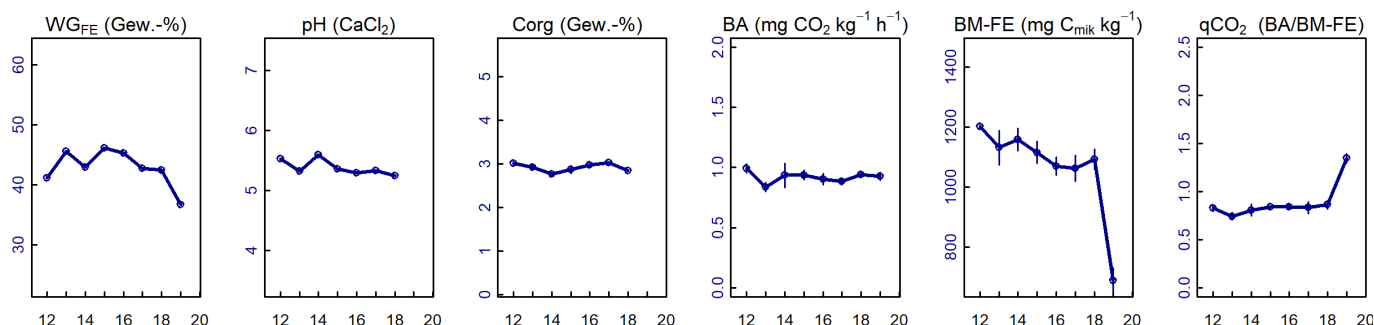 WG_FE (Gew.-%)
60
50
40
30
12 14 16 18 20
pH (CaCl₂)
7
6
5
4
12 14 16 18 20
Corg (Gew.-%)
5
4
3
2
1
0
12 14 16 18 20
BA (mg CO₂ kg⁻¹ h⁻¹)
2.0
1.5
1.0
0.5
0.0
12 14 16 18 20
BM-FE (mg C_mik kg⁻¹)
1400
1200
1000
800
12 14 16 18 20
qCO₂ (BA/BM-FE)
2.5
2.0
1.5
1.0
0.5
0.0
12 14 16 18 20